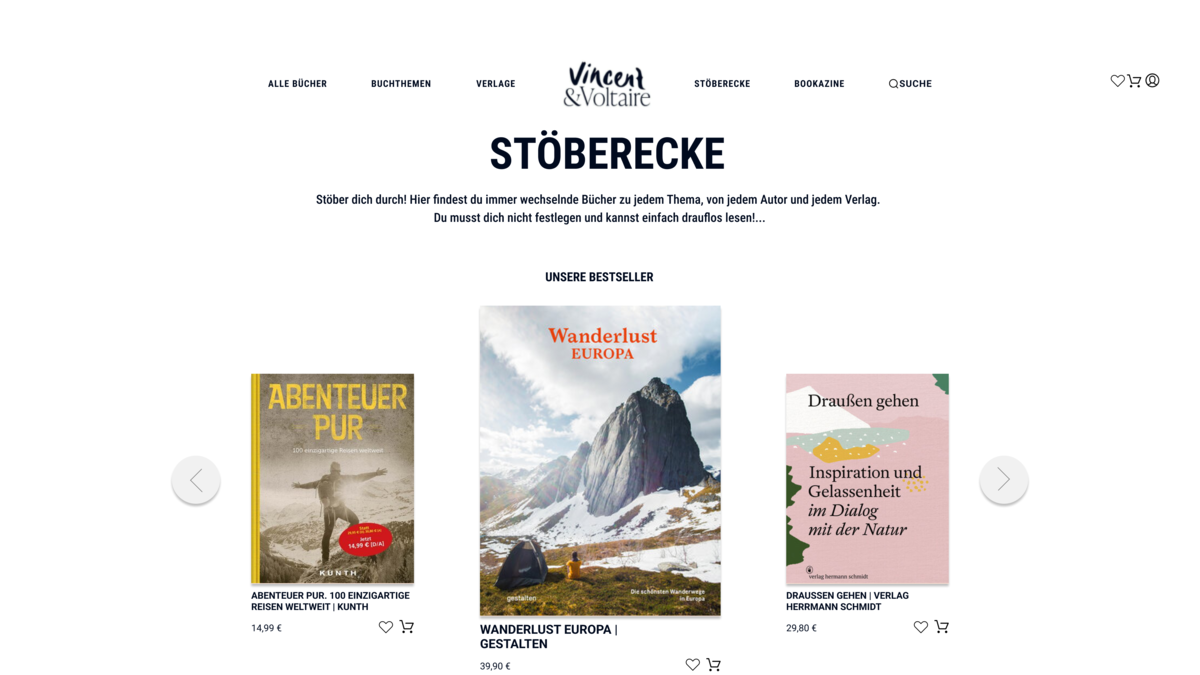 ALLE BÜCHER
BUCHTHEMEN
VERLAGE
Vincent
&Voltaire
STÖBERECKE
BOOKAZINE
SUCHE
STÖBERECKE
Stöber dich durch! Hier findest du immer wechselnde Bücher zu jedem Thema, von jedem Autor und jedem Verlag.
Du musst dich nicht festlegen und kannst einfach drauflos lesen!...
UNSERE BESTSELLER
ABENTEUER
PUR
100 einzigartige Reisen weltweit
Jetzt
14,99 € [D/A]
KUNTH
ABENTEUER PUR. 100 EINZIGARTIGE
REISEN WELTWEIT | KUNTH
14,99 €
Wanderlust
EUROPA
gestalten
Die schönsten Wanderwege
in Europa
WANDERLUST EUROPA |
GESTALTEN
39,90 €
Draußen gehen
Inspiration und
Gelassenheit
im Dialog
mit der Natur
verlag hermann schmidt
DRAUSSEN GEHEN | VERLAG
HERRMANN SCHMIDT
29,80 €